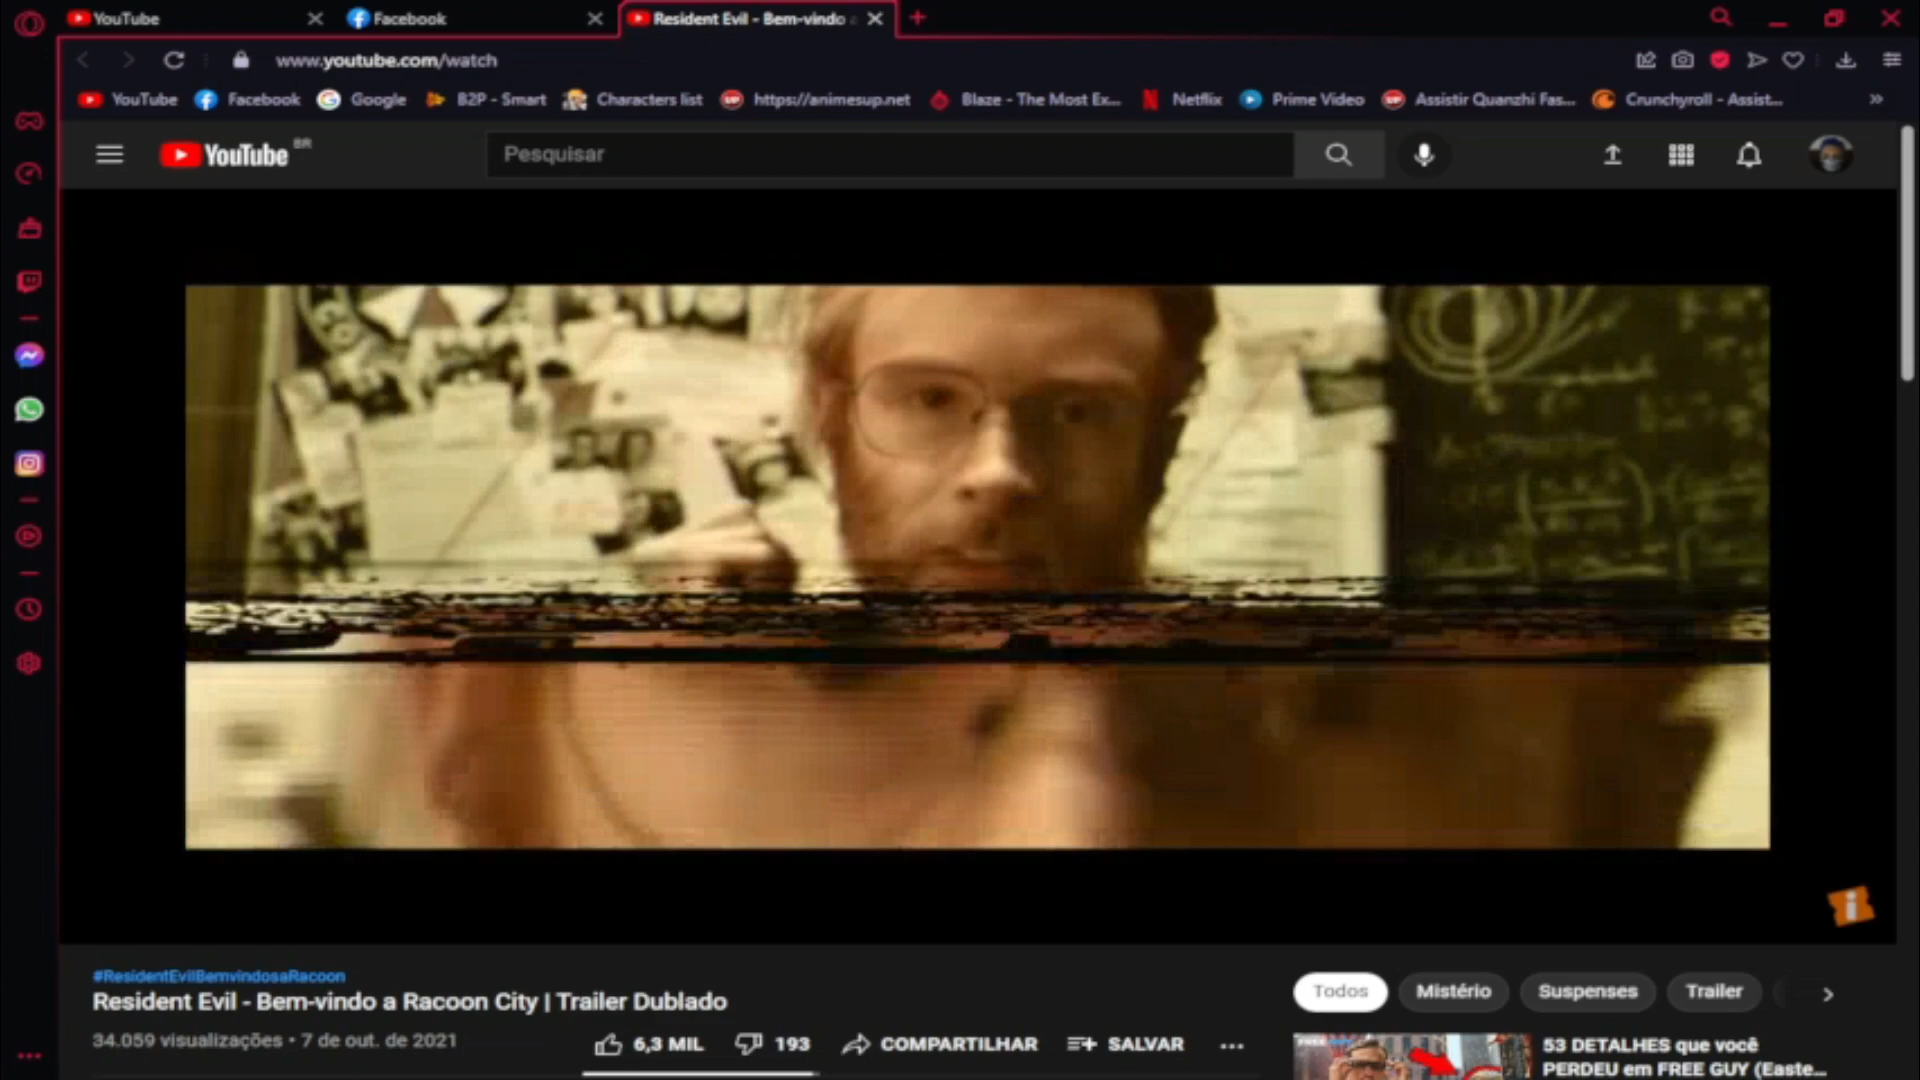 YouTube
Facebook
Resident Evil - Bem-vindo
www.youtube.com/watch
YouTube
Facebook
Google
B2P - Smart
Characters list
https://animesup.net
Blaze - The Most Ex...
Netflix
Prime Video
Assistir Quanzhi Fas...
Crunchyroll - Assist...
YouTube BR
Pesquisar
#ResidentEvilBemvindosaRacoon
Resident Evil - Bem-vindo a Racoon City | Trailer Dublado
34.059 visualizações • 7 de out. de 2021
6,3 MIL
193
COMPARTILHAR
SALVAR
Todos
Mistério
Suspenses
Trailer
53 DETALHES que você
PERDEU em FREE GUY (Easte...